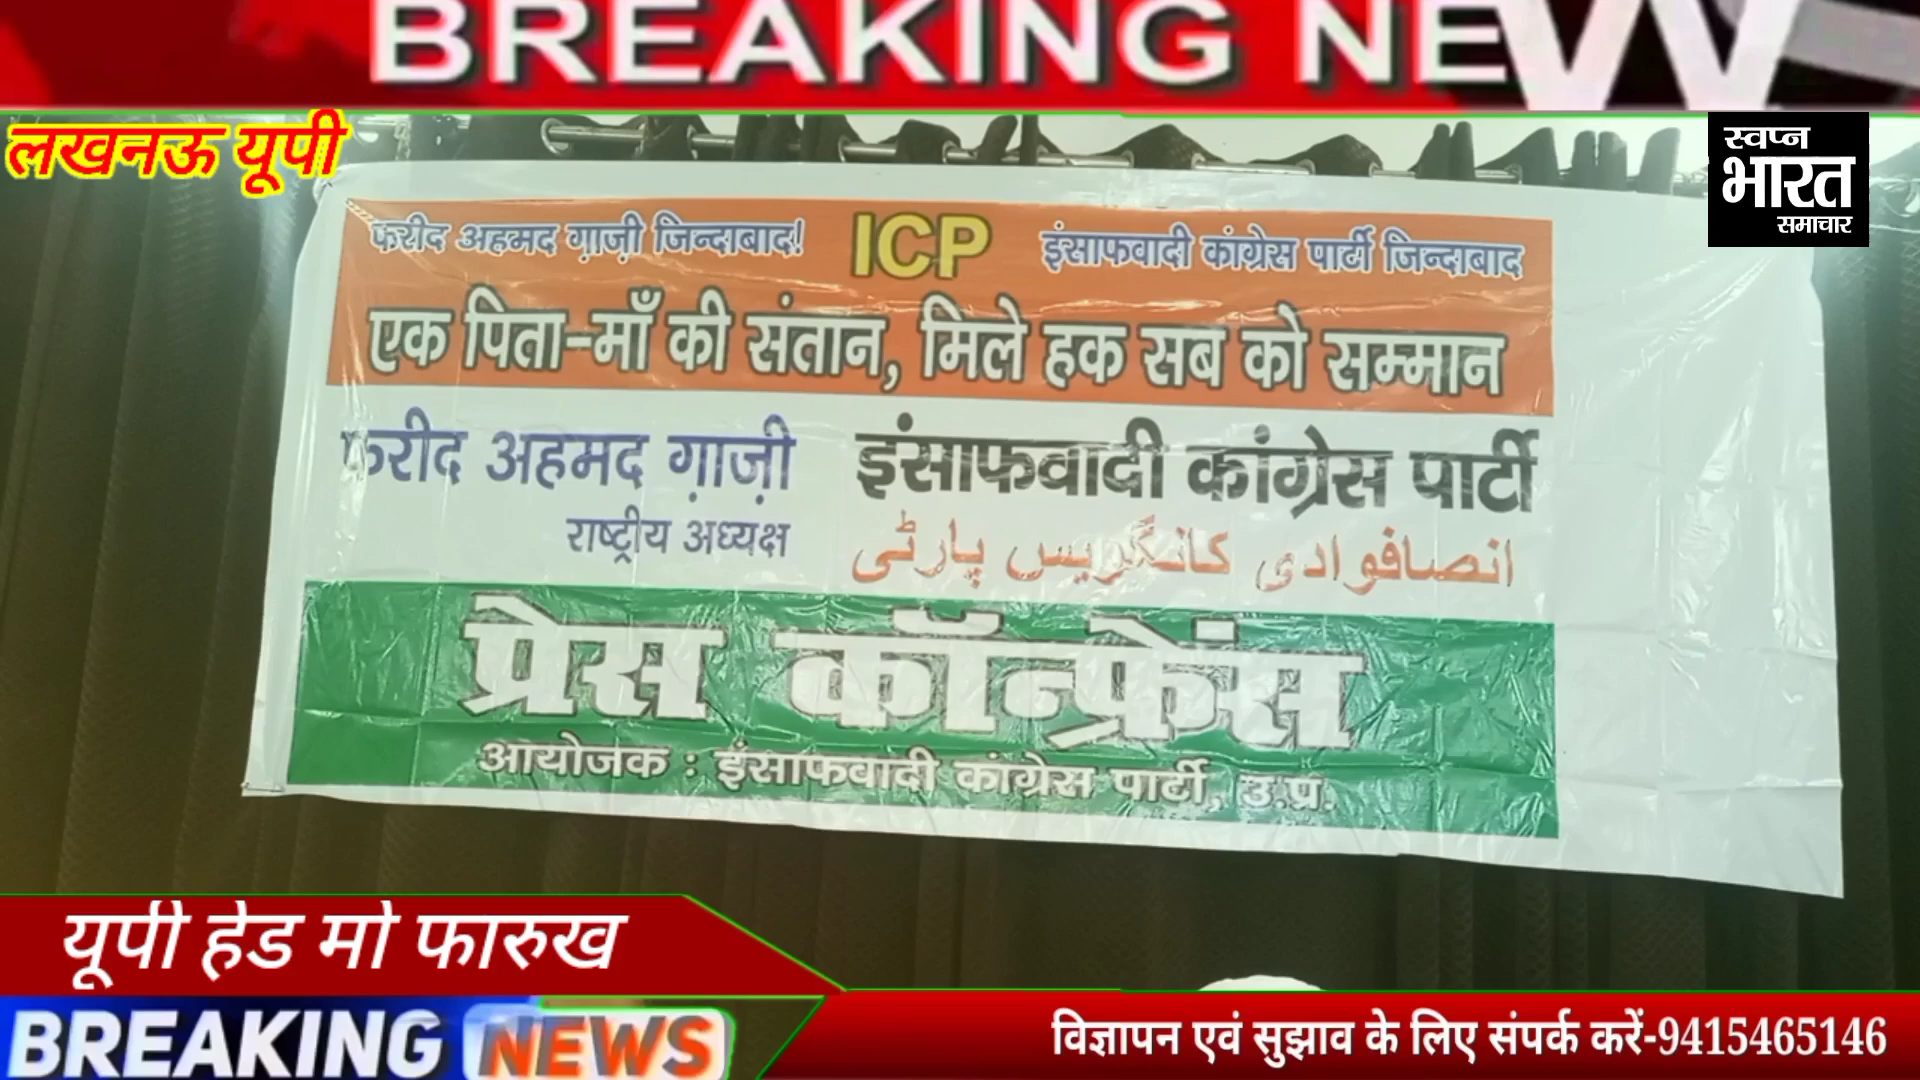 BREAKING NEW
लखनऊ यूपी
स्वप्न
भारत
समाचार
फरीद अहमद ग़ाज़ी जिन्दाबाद! ICP इंसाफवादी कांग्रेस पार्टी जिन्दाबाद
एक पिता-माँ की संतान, मिले हक सब को सम्मान
फरीद अहमद ग़ाज़ी इंसाफवादी कांग्रेस पार्टी
राष्ट्रीय अध्यक्ष انصافوادی کانگریس پارٹی
प्रेस कॉन्फ्रेंस
आयोजक : इंसाफवादी कांग्रेस पार्टी, उ.प्र.
यूपी हेड मो फारुख
BREAKING NEWS
विज्ञापन एवं सुझाव के लिए संपर्क करें-9415465146